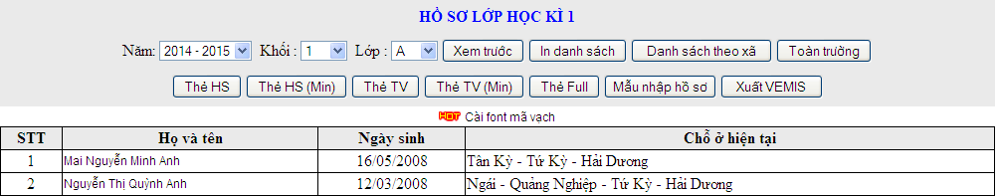 HỒ SƠ LỚP HỌC KÌ 1
Năm: 2014 - 2015 Khối : 1 Lớp : A Xem trước In danh sách Danh sách theo xã Toàn trường
Thẻ HS Thẻ HS (Min) Thẻ TV Thẻ TV (Min) Thẻ Full Mẫu nhập hồ sơ Xuất VEMIS
HOT Cài font mã vạch
STT Họ và tên Ngày sinh Chỗ ở hiện tại
1 Mai Nguyễn Minh Anh 16/05/2008 Tân Kỳ - Tứ Kỳ - Hải Dương
2 Nguyễn Thị Quỳnh Anh 12/03/2008 Ngái - Quảng Nghiệp - Tứ Kỳ - Hải Dương